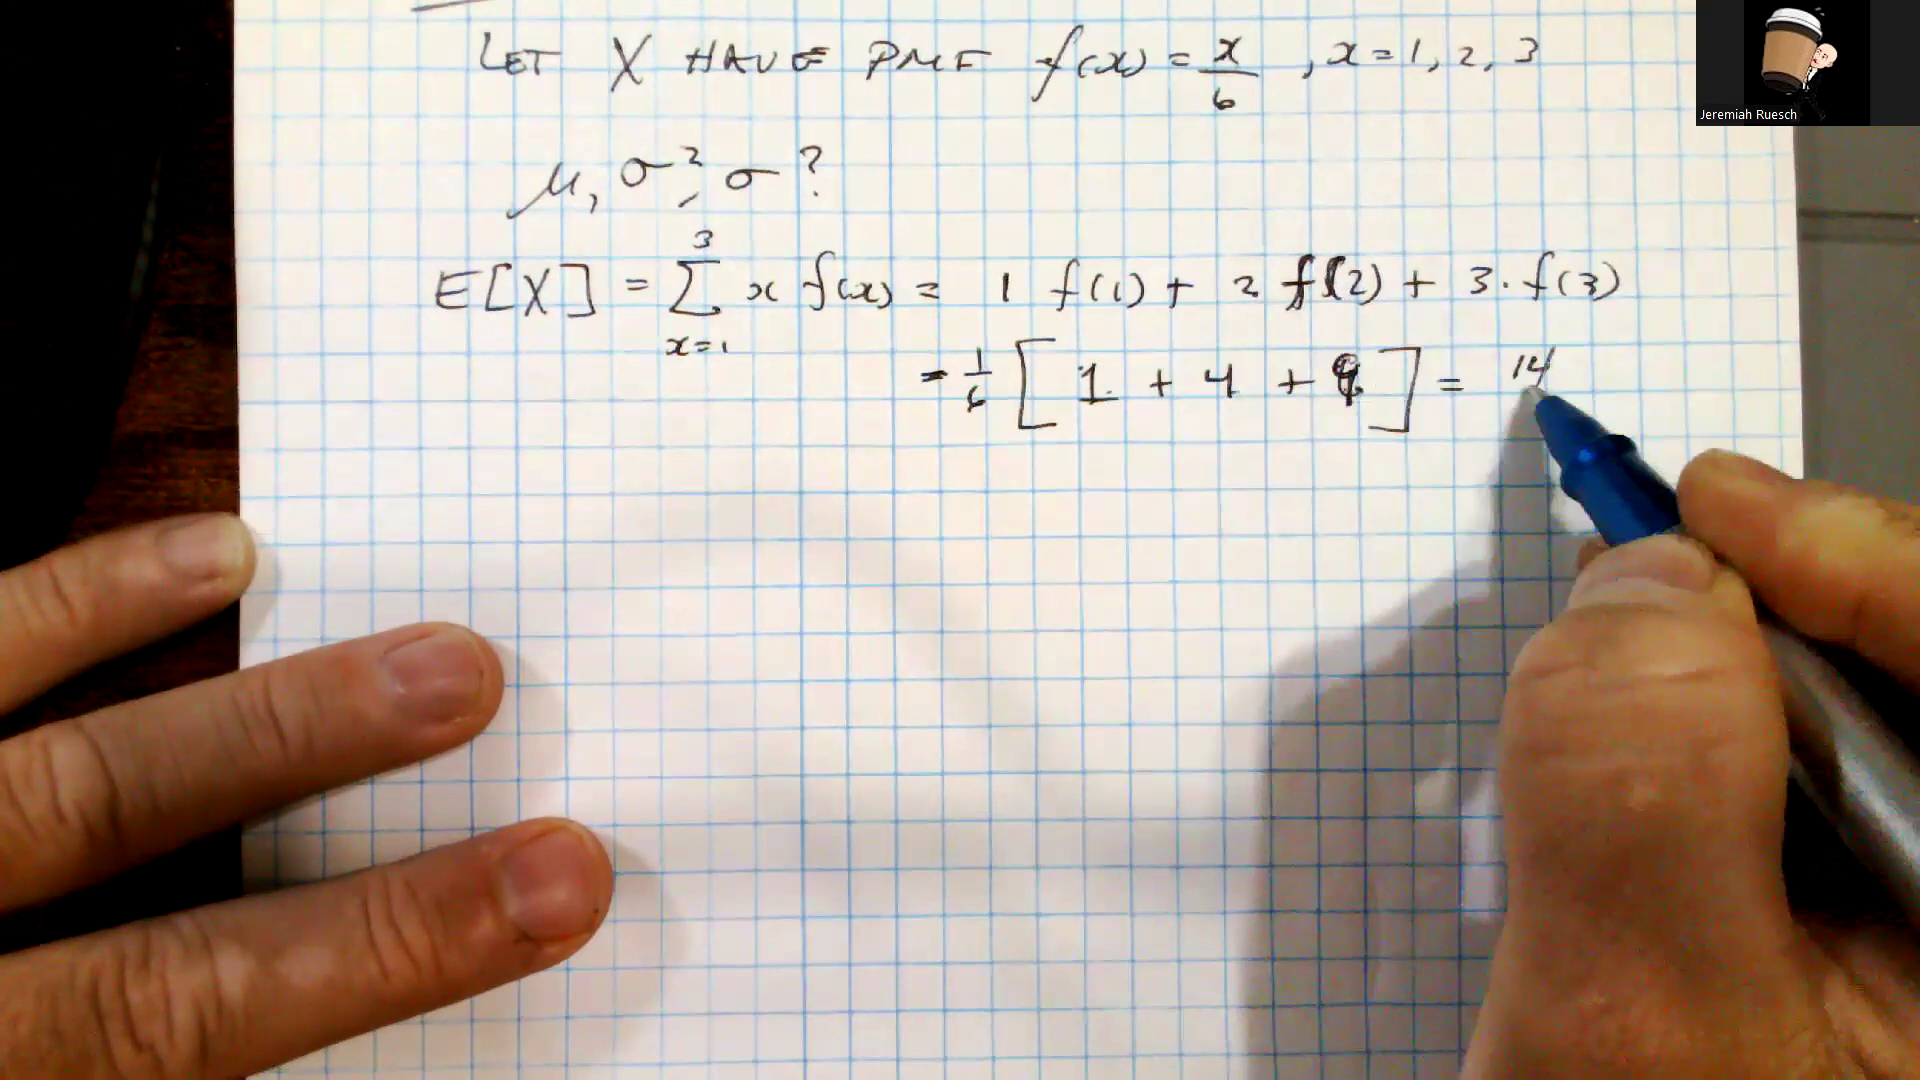 LET X HAVE PMF f(x) = x/6 , x = 1, 2, 3
μ, σ², σ ?
E[X] = ∑_{x=1}^{3} x f(x) = 1 f(1) + 2 f(2) + 3 · f(3)
= 1/6 [ 1 + 4 + 9 ] = 14
Jeremiah Ruesch